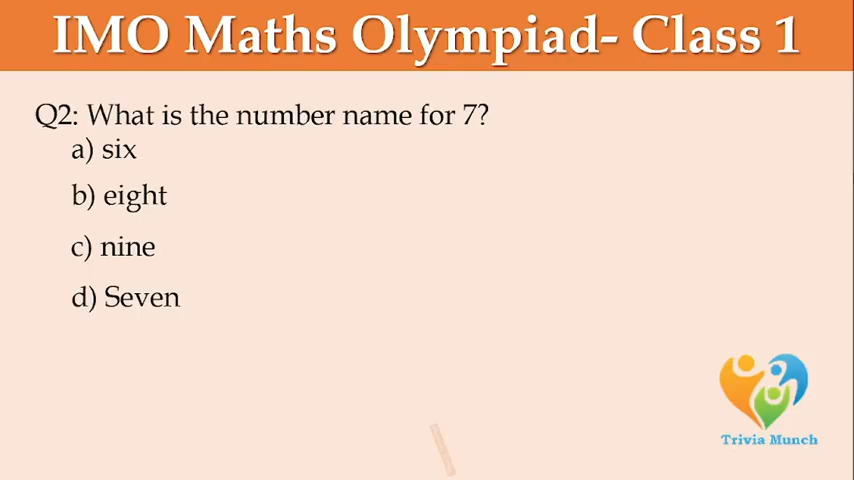 IMO Maths Olympiad- Class 1
Q2: What is the number name for 7?
a) six
b) eight
c) nine
d) Seven
Trivia Munch